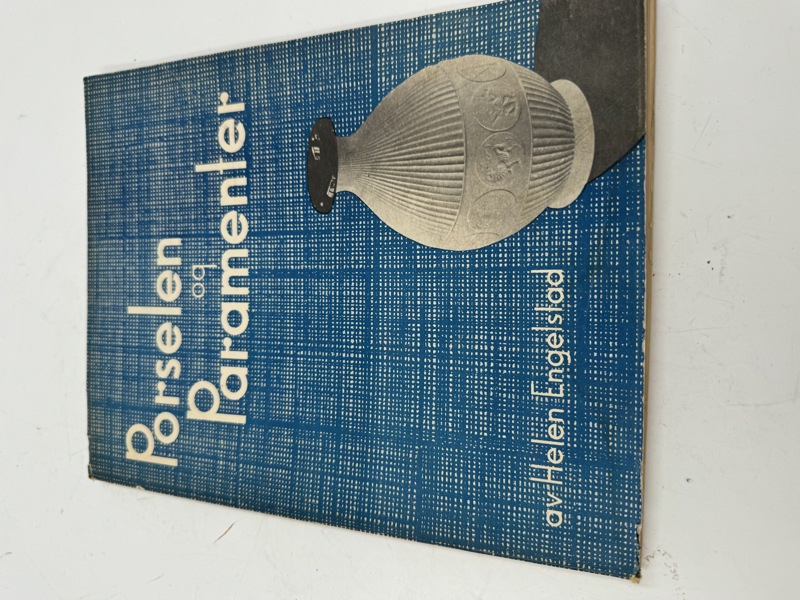 Porselen
og
Paramenter
av Helen Engelstad